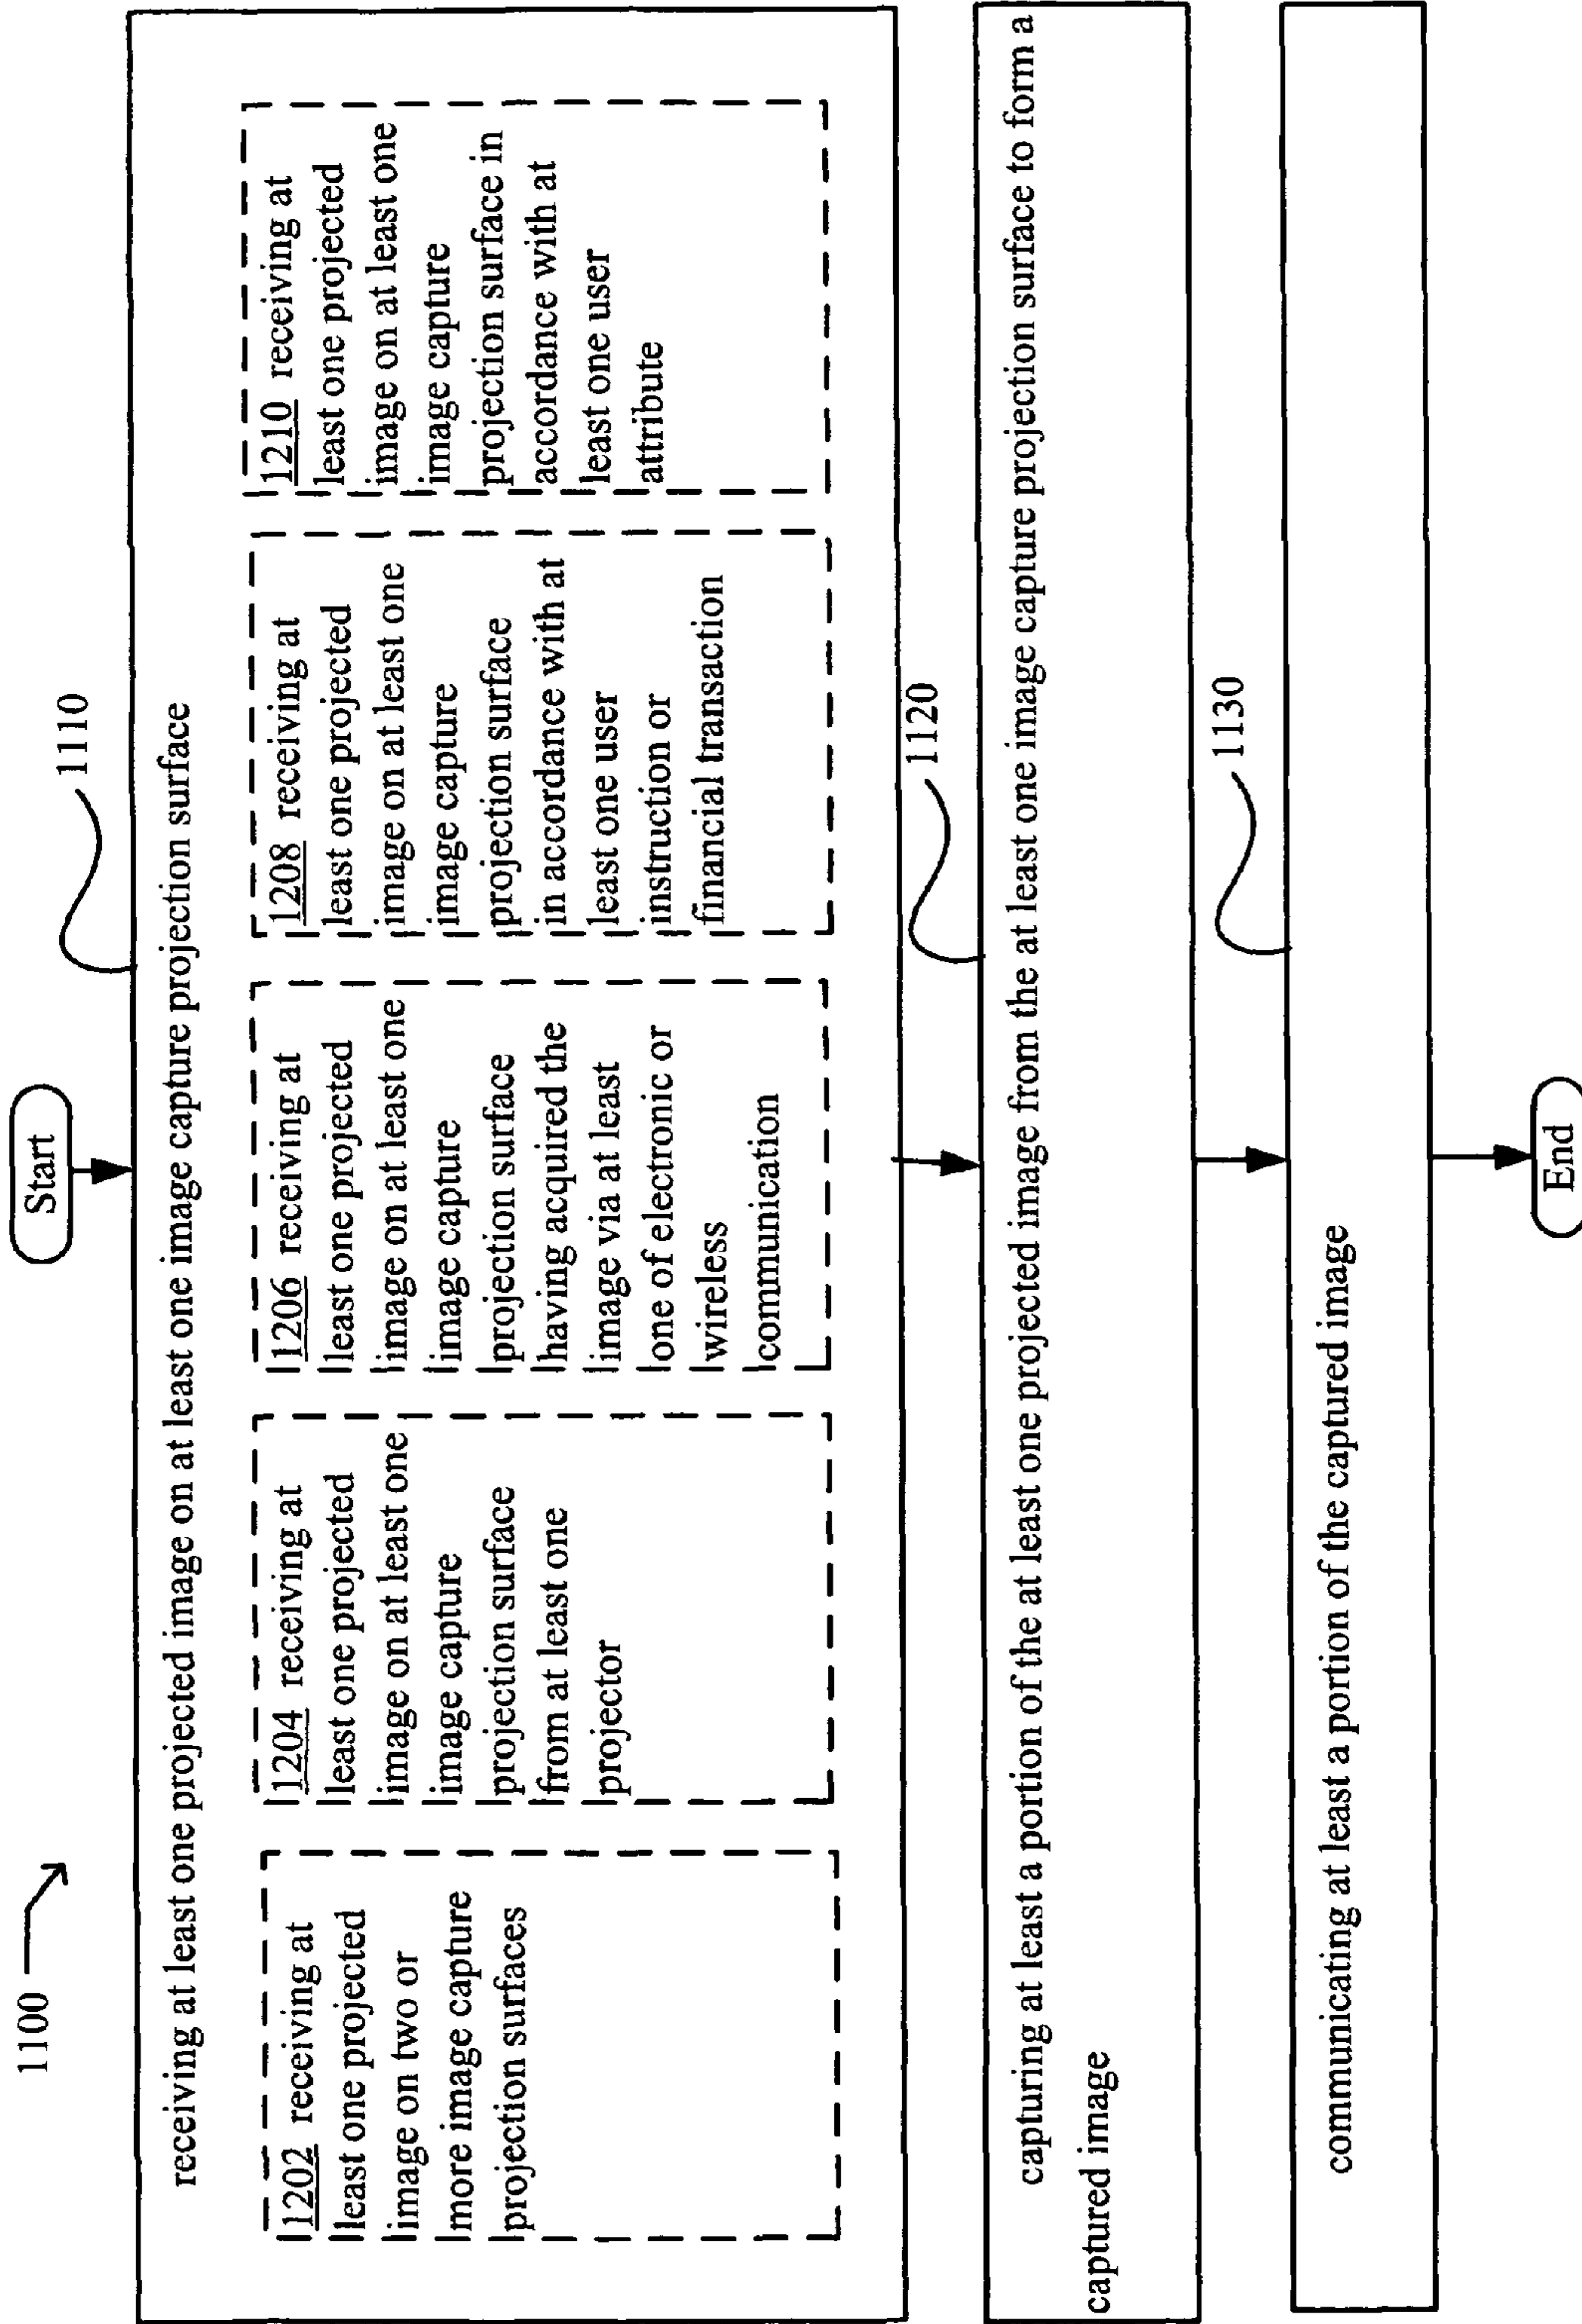 1100
Start
1110
receiving at least one projected image on at least one image capture projection surface
1202 receiving at
least one projected
image on two or
more image capture
projection surfaces
1204 receiving at
least one projected
image on at least one
image capture
projection surface
from at least one
projector
1206 receiving at
least one projected
image on at least one
image capture
projection surface
having acquired the
image via at least
one of electronic or
wireless
communication
1208 receiving at
least one projected
image on at least one
image capture
projection surface
in accordance with at
least one user
instruction or
financial transaction
1210 receiving at
least one projected
image on at least one
image capture
projection surface in
accordance with at
least one user
attribute
1120
capturing at least a portion of the at least one projected image from the at least one image capture projection surface to form a
captured image
1130
communicating at least a portion of the captured image
End